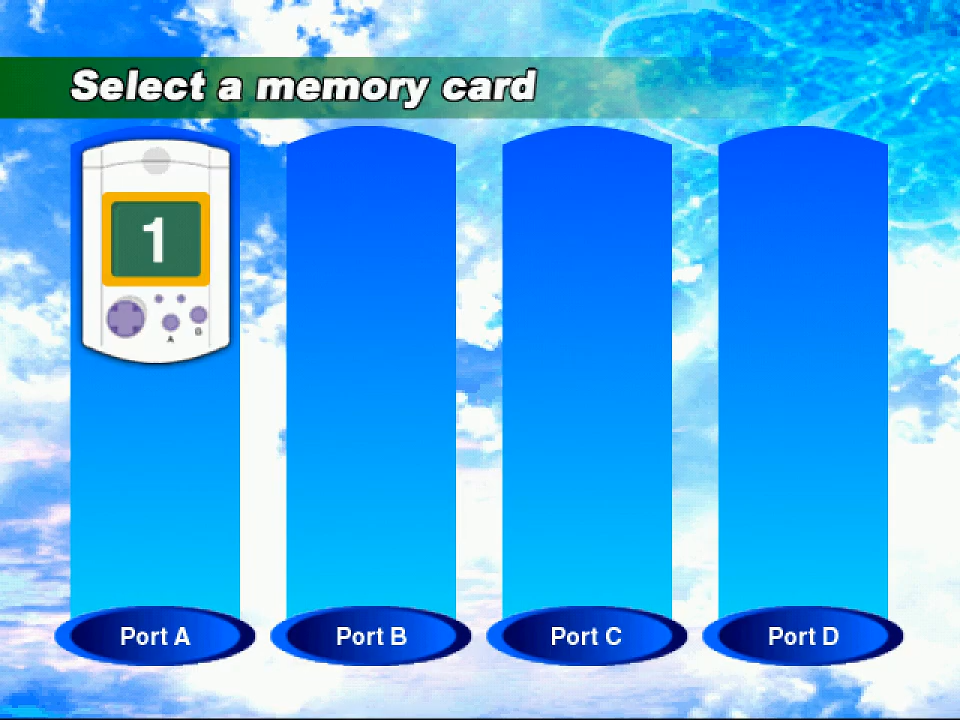 Select a memory card
1
A
B
Port A
Port B
Port C
Port D